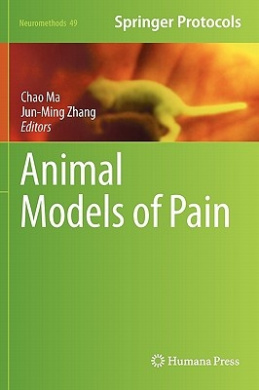 Neuromethods 49
Springer Protocols
Chao Ma
Jun-Ming Zhang
Editors
Animal
Models of Pain
Humana Press